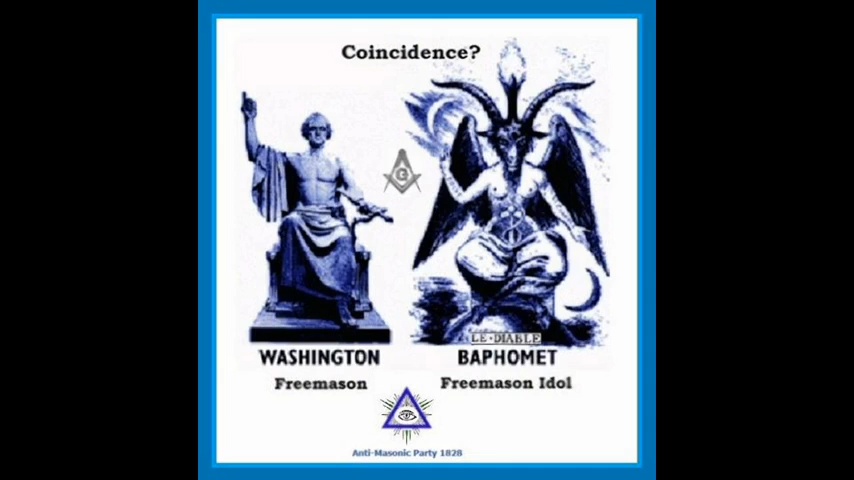 Coincidence?
G
LE·DIABLE
WASHINGTON
BAPHOMET
Freemason
Freemason Idol
Anti-Masonic Party 1828